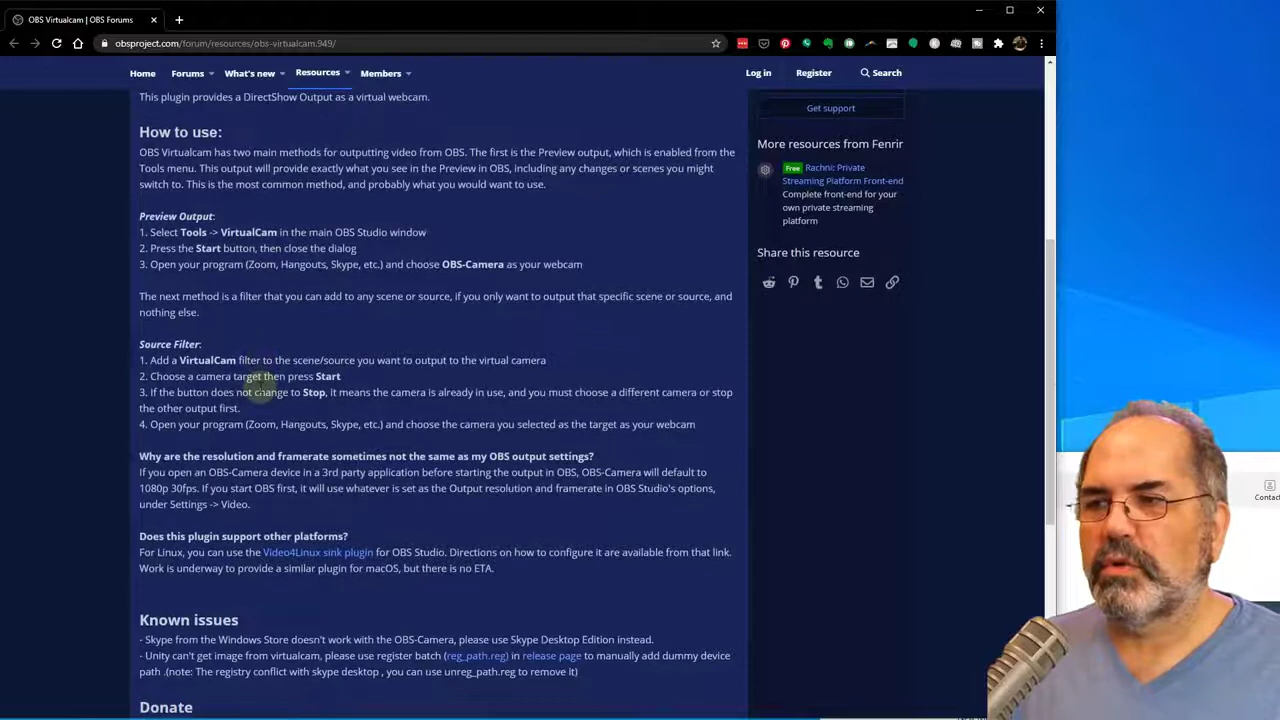 OBS Virtualcam | OBS Forums
obsproject.com/forum/resources/obs-virtualcam.949/
Home Forums What's new Resources Members Log in Register Search
This plugin provides a DirectShow Output as a virtual webcam.
How to use:
OBS Virtualcam has two main methods for outputting video from OBS. The first is the Preview output, which is enabled from the
Tools menu. This output will provide exactly what you see in the Preview in OBS, including any changes or scenes you might
switch to. This is the most common method, and probably what you would want to use.
Preview Output:
1. Select Tools -> VirtualCam in the main OBS Studio window
2. Press the Start button, then close the dialog
3. Open your program (Zoom, Hangouts, Skype, etc.) and choose OBS-Camera as your webcam
The next method is a filter that you can add to any scene or source, if you only want to output that specific scene or source, and
nothing else.
Source Filter:
1. Add a VirtualCam filter to the scene/source you want to output to the virtual camera
2. Choose a camera target then press Start
3. If the button does not change to Stop, it means the camera is already in use, and you must choose a different camera or stop
the other output first.
4. Open your program (Zoom, Hangouts, Skype, etc.) and choose the camera you selected as the target as your webcam
Why are the resolution and framerate sometimes not the same as my OBS output settings?
If you open an OBS-Camera device in a 3rd party application before starting the output in OBS, OBS-Camera will default to
1080p 30fps. If you start OBS first, it will use whatever is set as the Output resolution and framerate in OBS Studio's options,
under Settings -> Video.
Does this plugin support other platforms?
For Linux, you can use the Video4Linux sink plugin for OBS Studio. Directions on how to configure it are available from that link.
Work is underway to provide a similar plugin for macOS, but there is no ETA.
Known issues
- Skype from the Windows Store doesn't work with the OBS-Camera, please use Skype Desktop Edition instead.
- Unity can't get image from virtualcam, please use register batch (reg_path.reg) in release page to manually add dummy device
path .(note: The registry conflict with skype desktop , you can use unreg_path.reg to remove it)
Donate
Get support
More resources from Fenrir
Free Rachni: Private
Streaming Platform Front-end
Complete front-end for your
own private streaming
platform
Share this resource